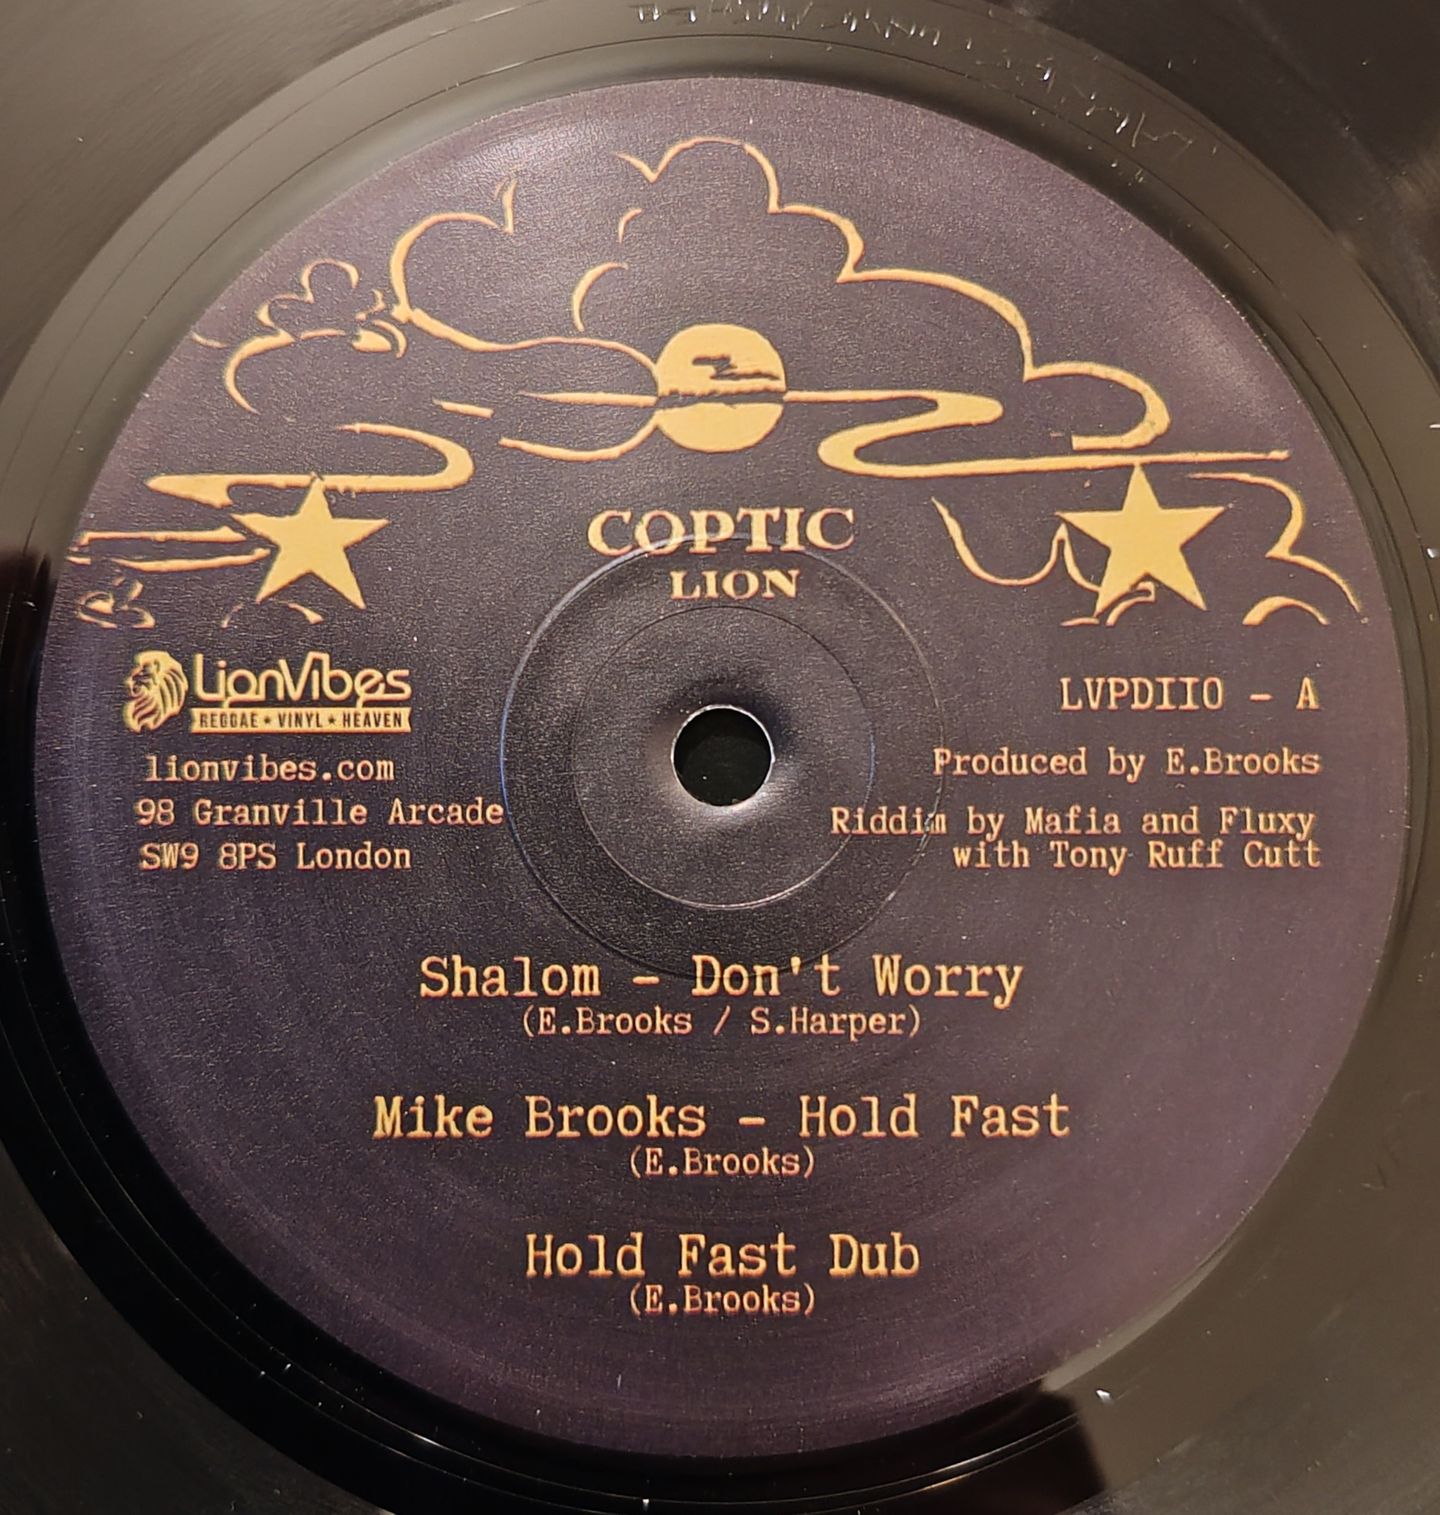 COPTIC
LION
LionVibes
REGGAE ★ VINYL ★ HEAVEN
lionvibes.com
98 Granville Arcade
SW9 8PS London
LVPDII0 - A
Produced by E.Brooks
Riddim by Mafia and Fluxy
with Tony Ruff Cutt
Shalom - Don't Worry
(E.Brooks / S.Harper)
Mike Brooks - Hold Fast
(E.Brooks)
Hold Fast Dub
(E.Brooks)